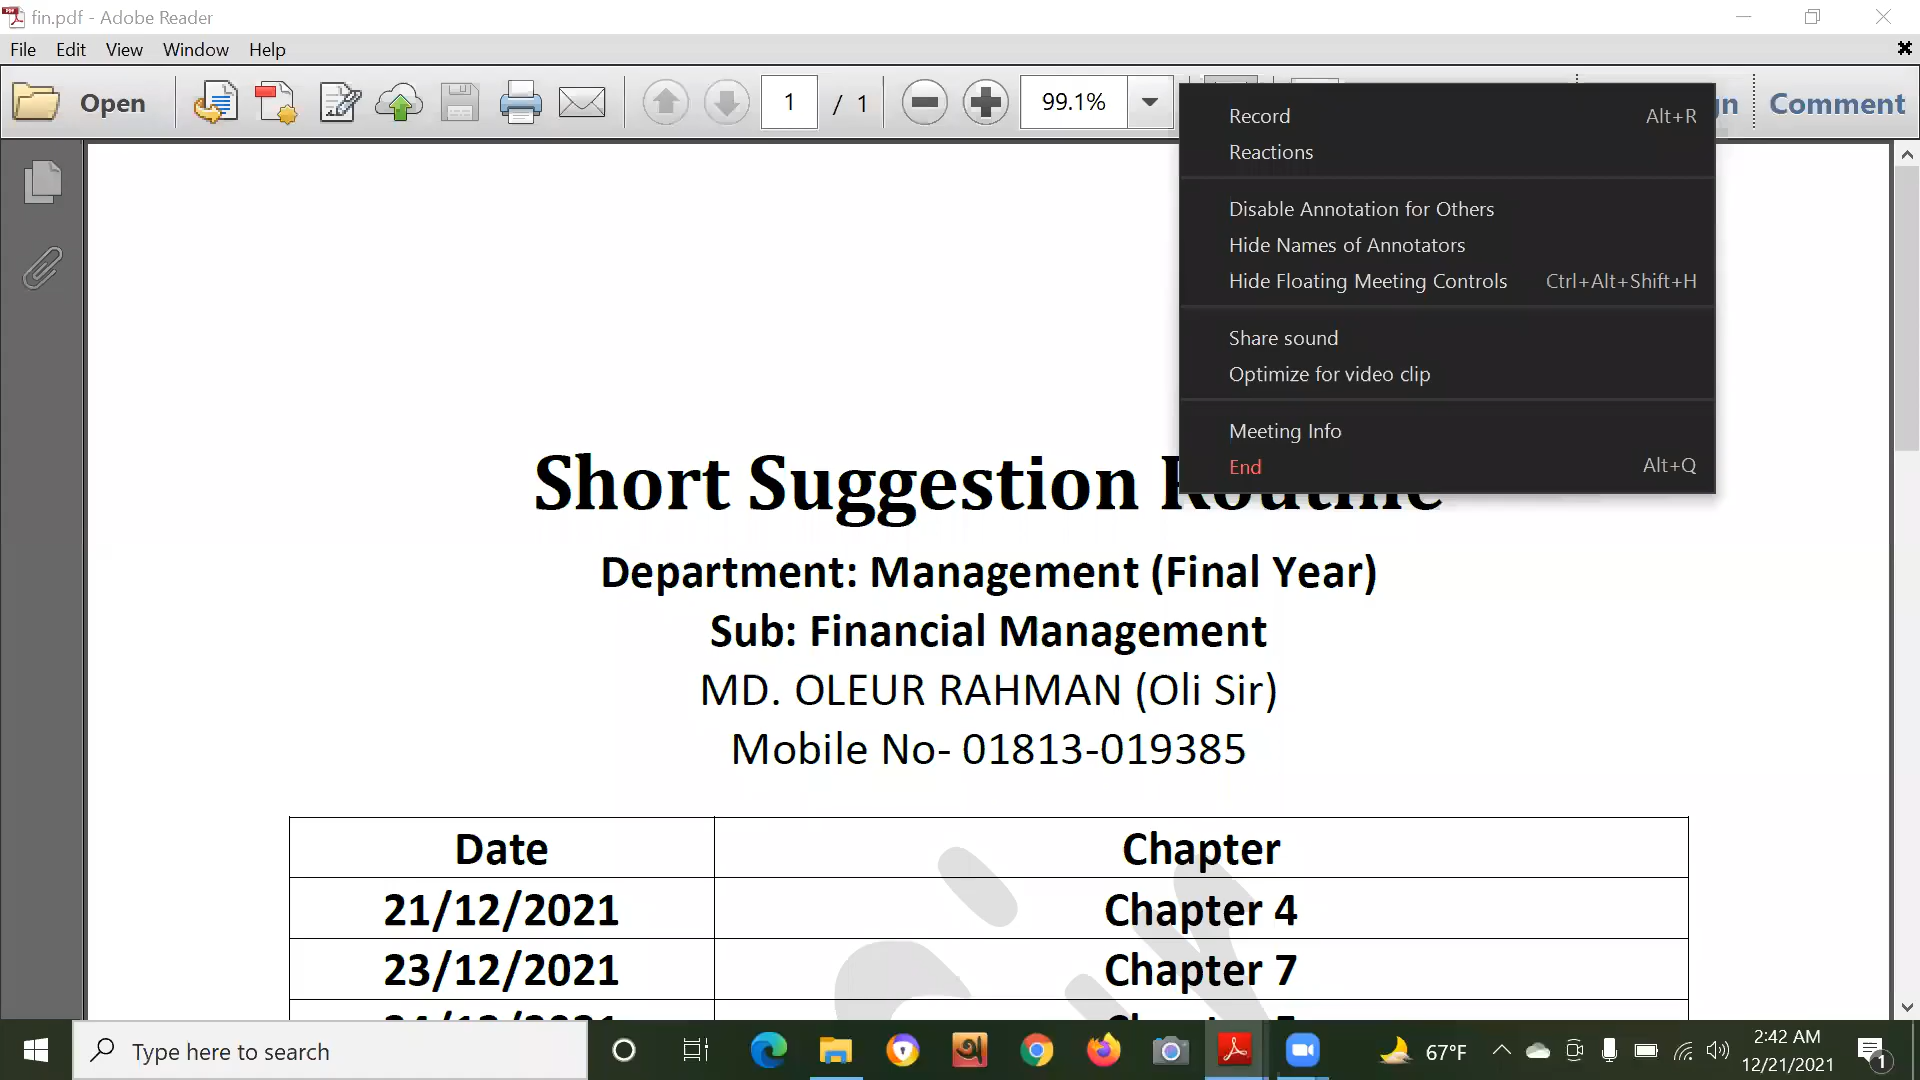 fin.pdf - Adobe Reader
File Edit View Window Help
Open 1 / 1 99.1% Comment
Record Alt+R
Reactions
Disable Annotation for Others
Hide Names of Annotators
Hide Floating Meeting Controls Ctrl+Alt+Shift+H
Share sound
Optimize for video clip
Meeting Info
End Alt+Q
Short Suggestion Routine
Department: Management (Final Year)
Sub: Financial Management
MD. OLEUR RAHMAN (Oli Sir)
Mobile No- 01813-019385
Date Chapter
21/12/2021 Chapter 4
23/12/2021 Chapter 7
Type here to search
67°F
2:42 AM
12/21/2021
1